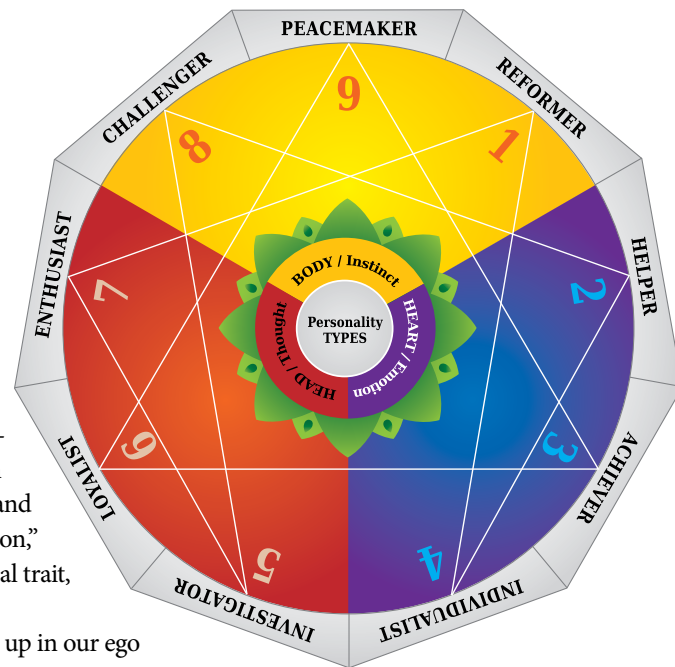 PEACEMAKER
9
REFORMER
1
HELPER
2
ACHIEVER
3
INDIVIDUALIST
4
INVESTIGATOR
5
LOYALIST
6
ENTHUSIAST
7
CHALLENGER
8
BODY / Instinct
HEART / Emotion
HEAD / Thought
Personality
TYPES
and
on,”
al trait,
up in our ego